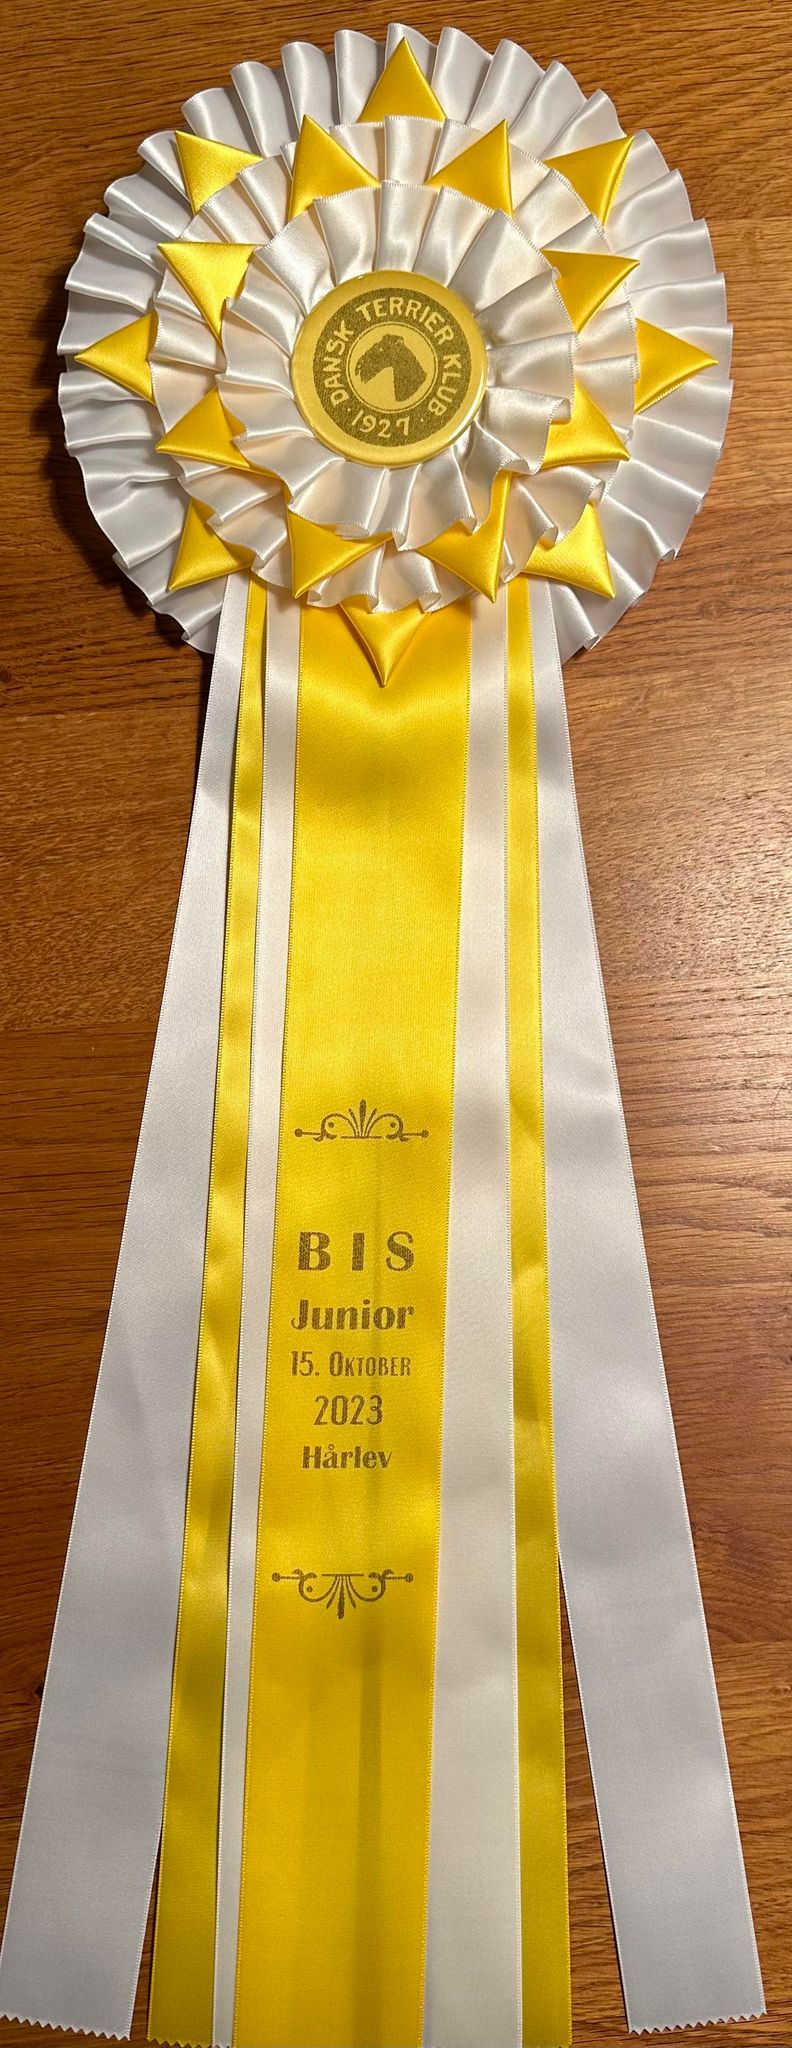 DANSK TERRIER KLUB
· 1927 ·
BIS
Junior
15. OKTOBER
2023
Hårlev